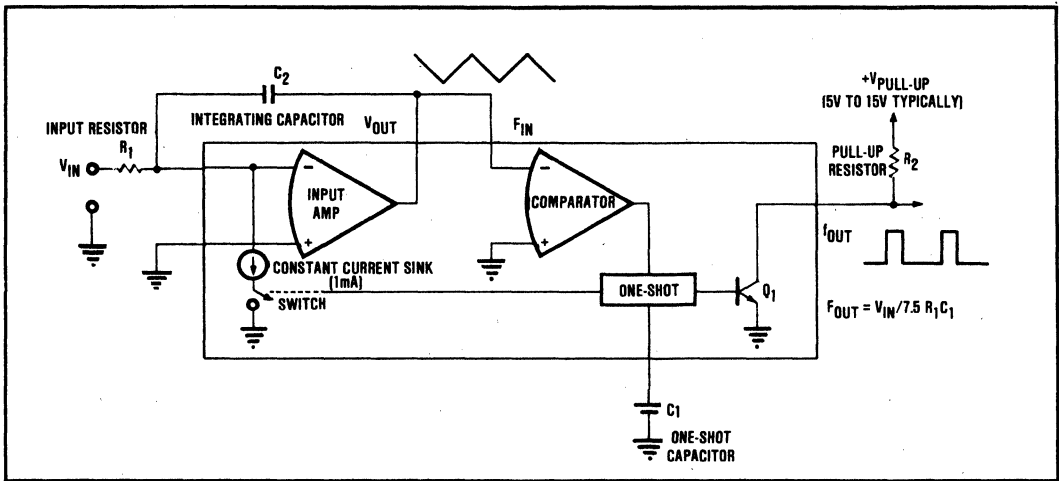 C2
INTEGRATING CAPACITOR
VOUT
FIN
+VPULL-UP
(5V TO 15V TYPICALLY)
INPUT RESISTOR
R1
VIN
PULL-UP
RESISTOR
R2
−
INPUT
AMP
+
−
COMPARATOR
+
fOUT
CONSTANT CURRENT SINK
(1mA)
SWITCH
ONE-SHOT
Q1
FOUT = VIN/7.5 R1C1
C1
ONE-SHOT
CAPACITOR